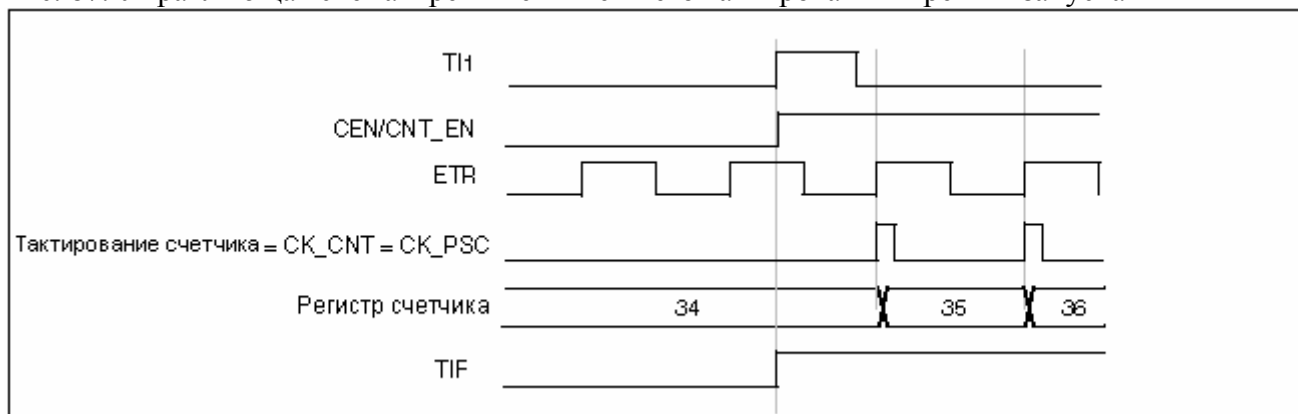 TI1
CEN/CNT_EN
ETR
Тактирование счетчика = CK_CNT = CK_PSC
Регистр счетчика
34
35
36
TIF